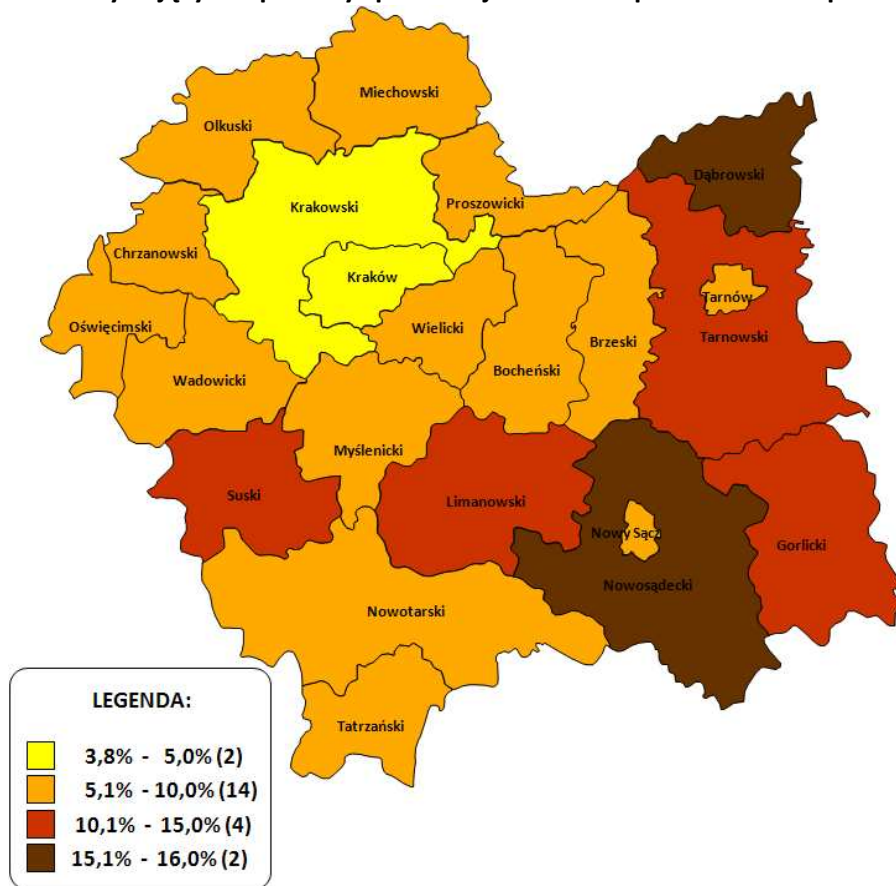 Miechowski
Olkuski
Dąbrowski
Krakowski
Proszowicki
Chrzanowski
Kraków
Tarnów
Oświęcimski
Wielicki
Brzeski
Tarnowski
Wadowicki
Bocheński
Myślenicki
Suski
Limanowski
Nowy Sącz
Gorlicki
Nowosądecki
Nowotarski
Tatrzański
LEGENDA:
3,8% - 5,0% (2)
5,1% - 10,0% (14)
10,1% - 15,0% (4)
15,1% - 16,0% (2)